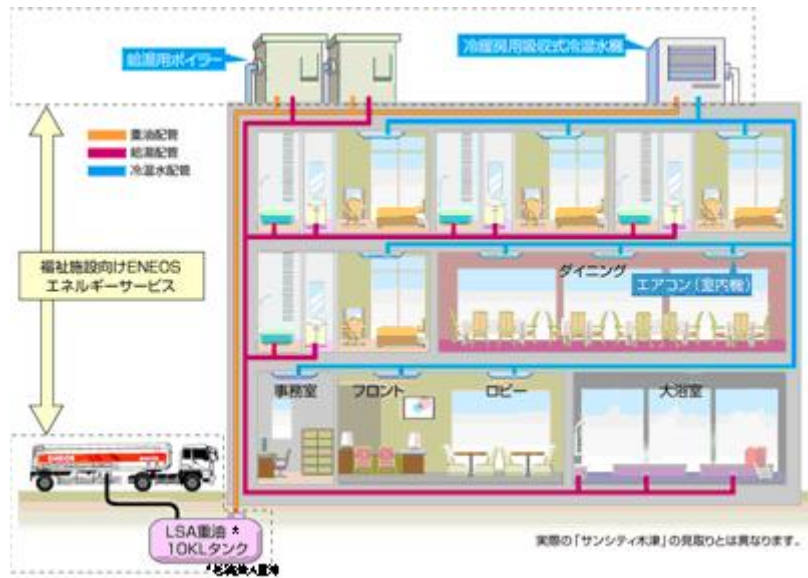 給湯用ボイラー
冷暖房用吸収式冷温水機
重油配管
給湯配管
冷温水配管
福祉施設向けENEOS
エネルギーサービス
ダイニング
エアコン(室内機)
事務室
フロント
ロビー
大浴室
ENEOS
LSA重油*
10KLタンク
実際の「サンシティ木津」の見取りとは異なります。